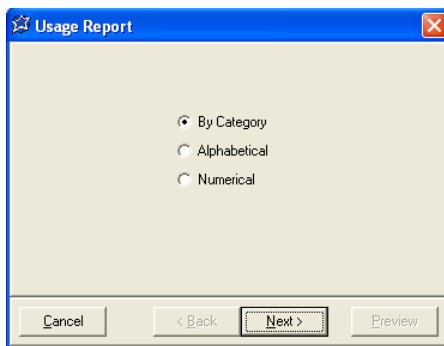 Usage Report
By Category
Alphabetical
Numerical
Cancel < Back Next > Preview